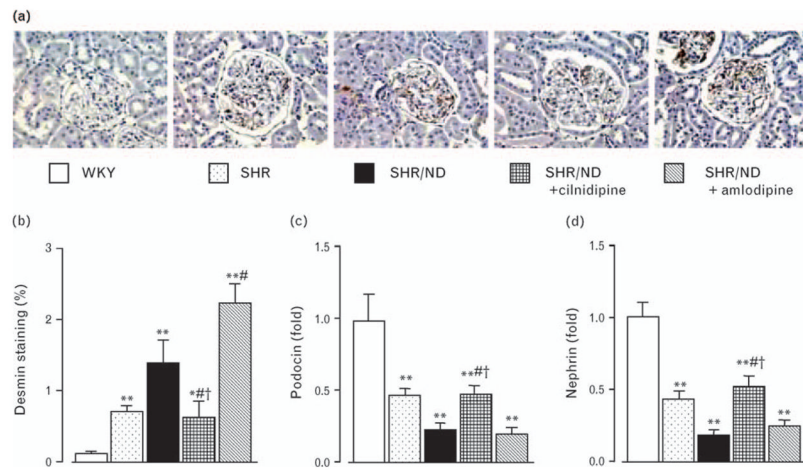 (a)
WKY
SHR
SHR/ND
SHR/ND
+cilnidipine
SHR/ND
+ amlodipine
(b)
Desmin staining (%)
3
2
1
0
**
**
*#†
**#
(c)
Podocin (fold)
1.5
1.0
0.5
0.0
**
**
**#†
**
(d)
Nephrin (fold)
1.5
1.0
0.5
0.0
**
**
**#†
**